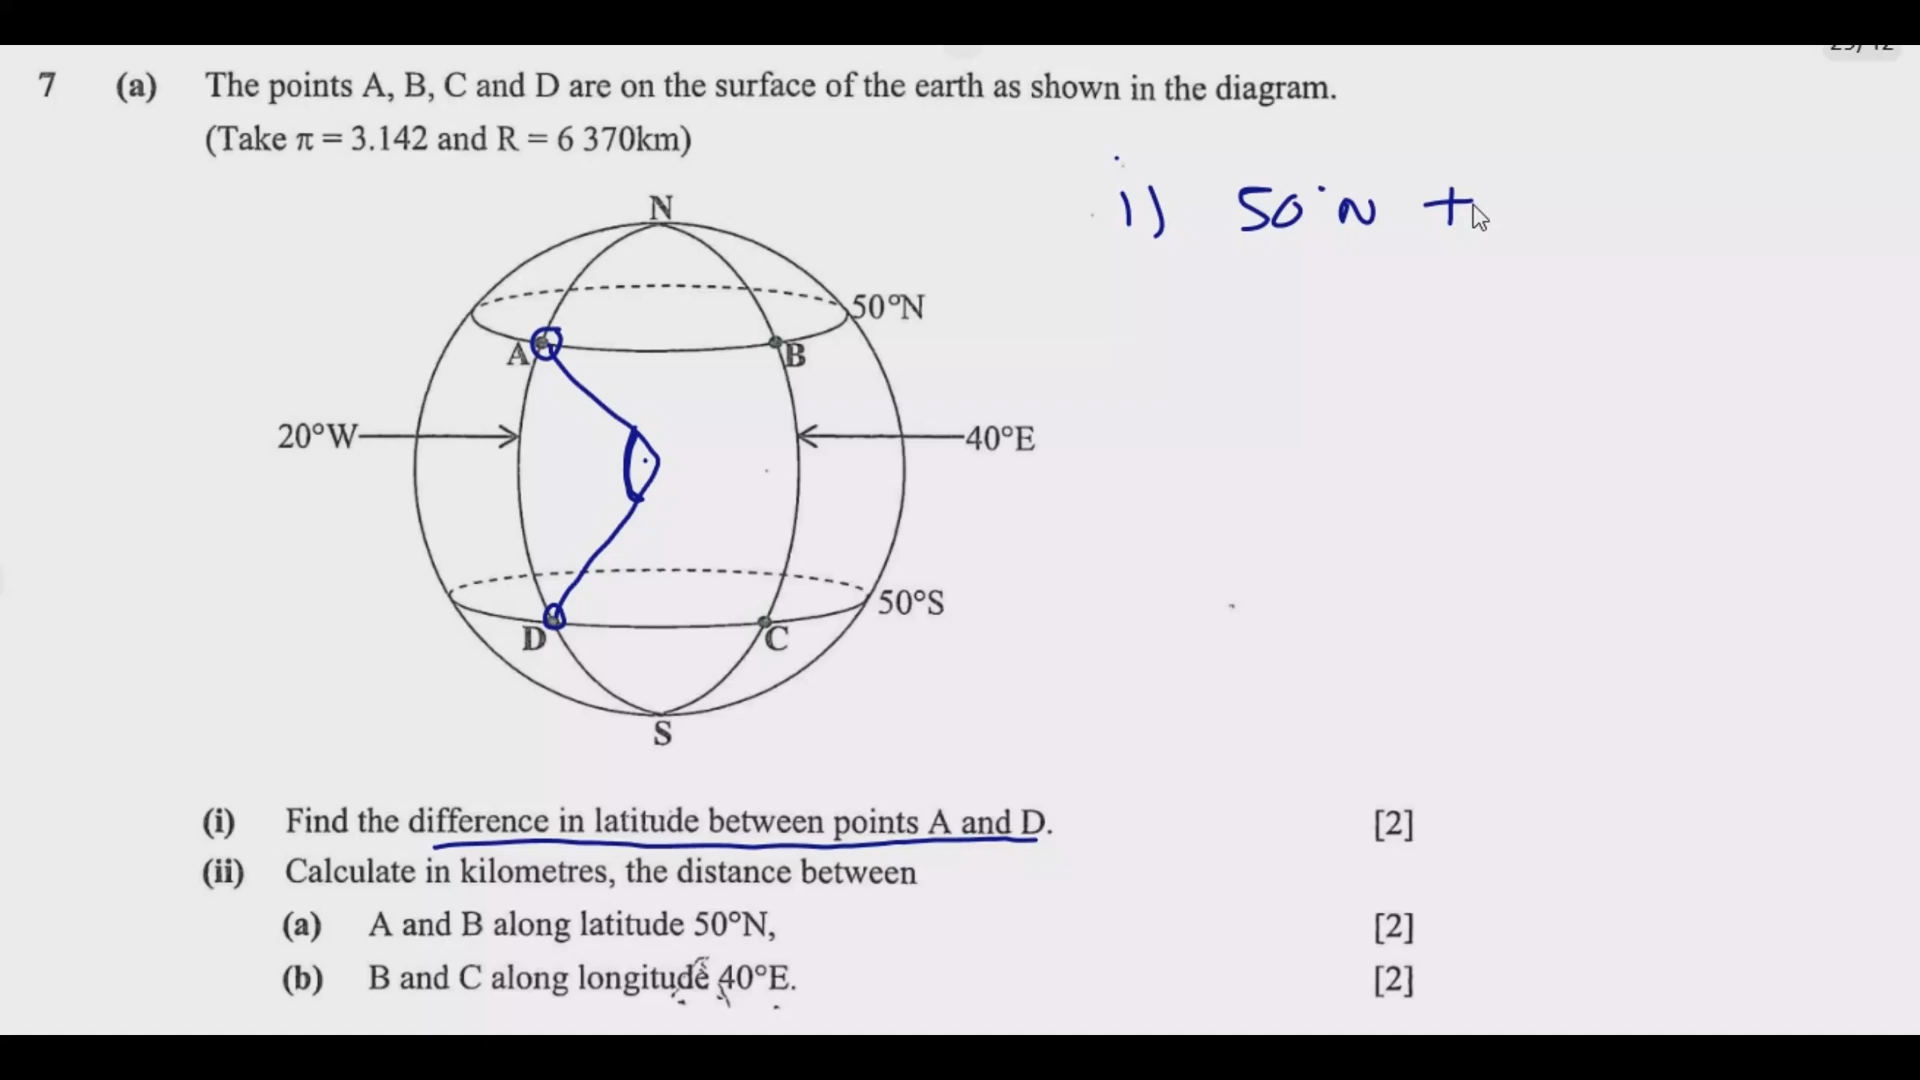 7 (a) The points A, B, C and D are on the surface of the earth as shown in the diagram.
(Take π = 3.142 and R = 6 370km)
i) 50°N +
N
50°N
A
B
20°W
40°E
50°S
D
C
S
(i) Find the difference in latitude between points A and D. [2]
(ii) Calculate in kilometres, the distance between
(a) A and B along latitude 50°N, [2]
(b) B and C along longitude 40°E. [2]